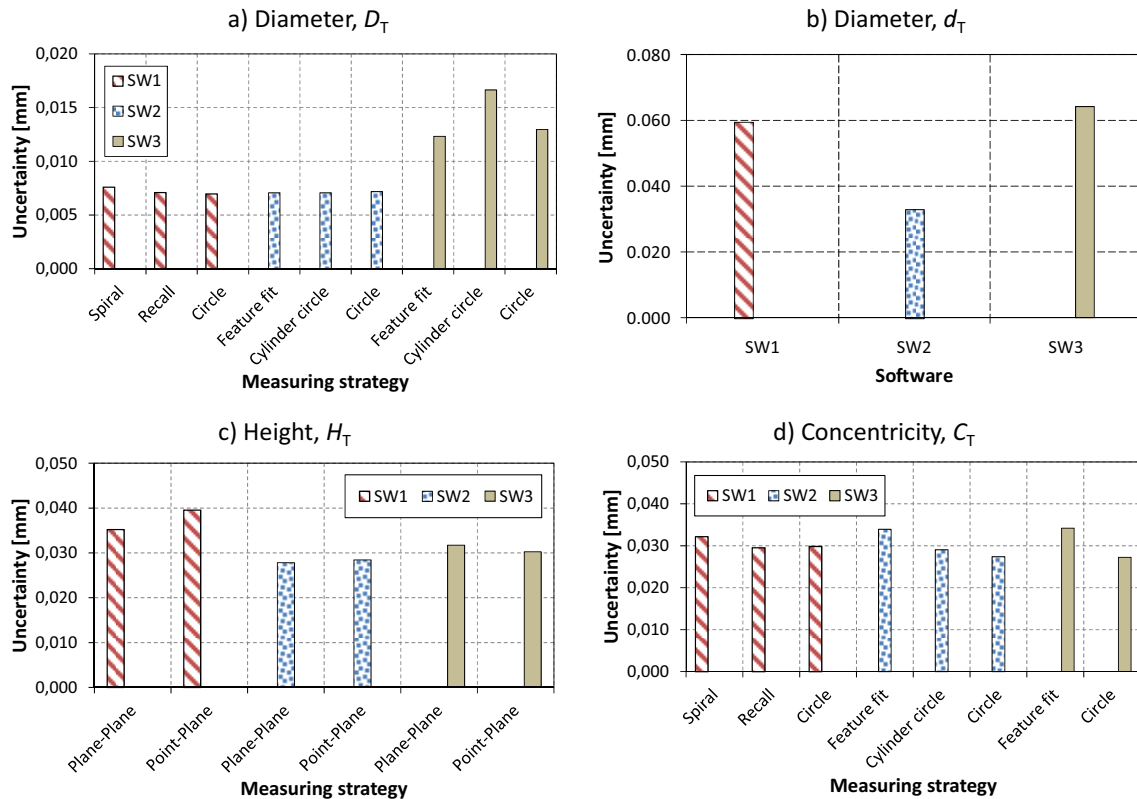 a) Diameter, DT
Uncertainty [mm]
0,020
0,015
0,010
0,005
0,000
SW1
SW2
SW3
Spiral
Recall
Circle
Feature fit
Cylinder circle
Circle
Feature fit
Cylinder circle
Circle
Measuring strategy
b) Diameter, dT
Uncertainty [mm]
0.080
0.060
0.040
0.020
0.000
SW1 SW2 SW3
Software
c) Height, HT
Uncertainty [mm]
0,050
0,040
0,030
0,020
0,010
0,000
SW1 SW2 SW3
Plane-Plane
Point-Plane
Plane-Plane
Point-Plane
Plane-Plane
Point-Plane
Measuring strategy
d) Concentricity, CT
Uncertainty [mm]
0,050
0,040
0,030
0,020
0,010
0,000
SW1 SW2 SW3
Spiral
Recall
Circle
Feature fit
Cylinder circle
Circle
Feature fit
Circle
Measuring strategy